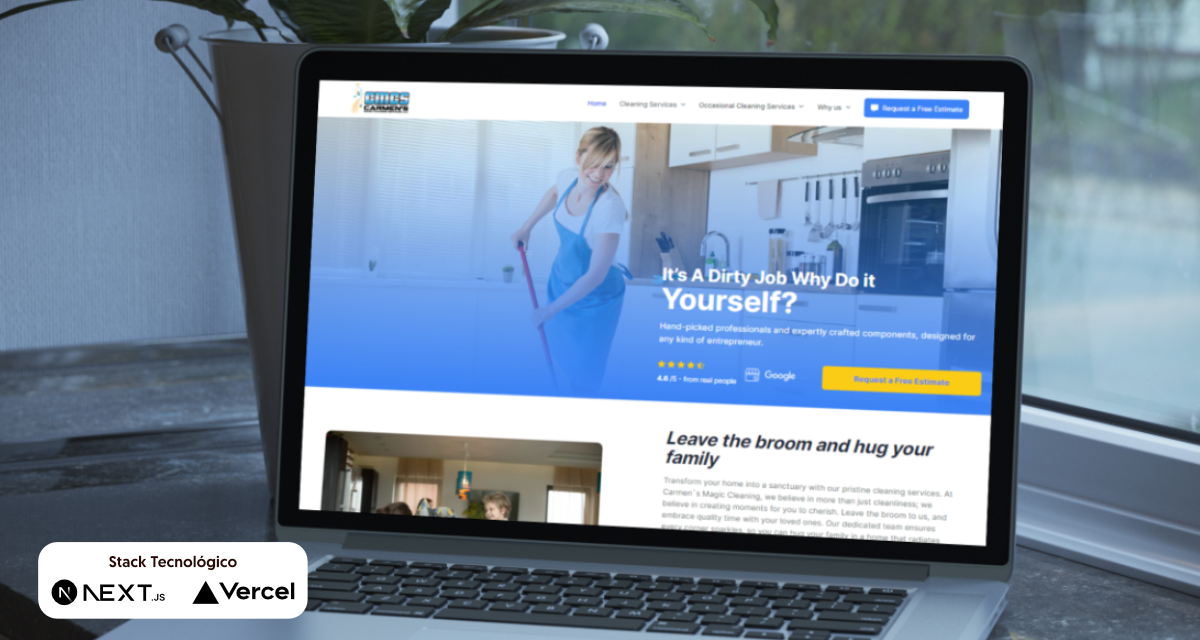 CMCS
CARMEN'S
Home
Cleaning Services
Occasional Cleaning Services
Why us
Request a Free Estimate
It's A Dirty Job Why Do it
Yourself?
Hand-picked professionals and expertly crafted components, designed for
any kind of entrepreneur.
4.6 /5 - from real people
Google
Request a Free Estimate
Leave the broom and hug your
family
Transform your home into a sanctuary with our pristine cleaning services. At
Carmen´s Magic Cleaning, we believe in more than just cleanliness; we
believe in creating moments for you to cherish. Leave the broom to us, and
embrace quality time with your loved ones. Our dedicated team ensures
every corner sparkles, so you can hug your family in a home that radiates
Stack Tecnológico
N NEXT.JS
Vercel